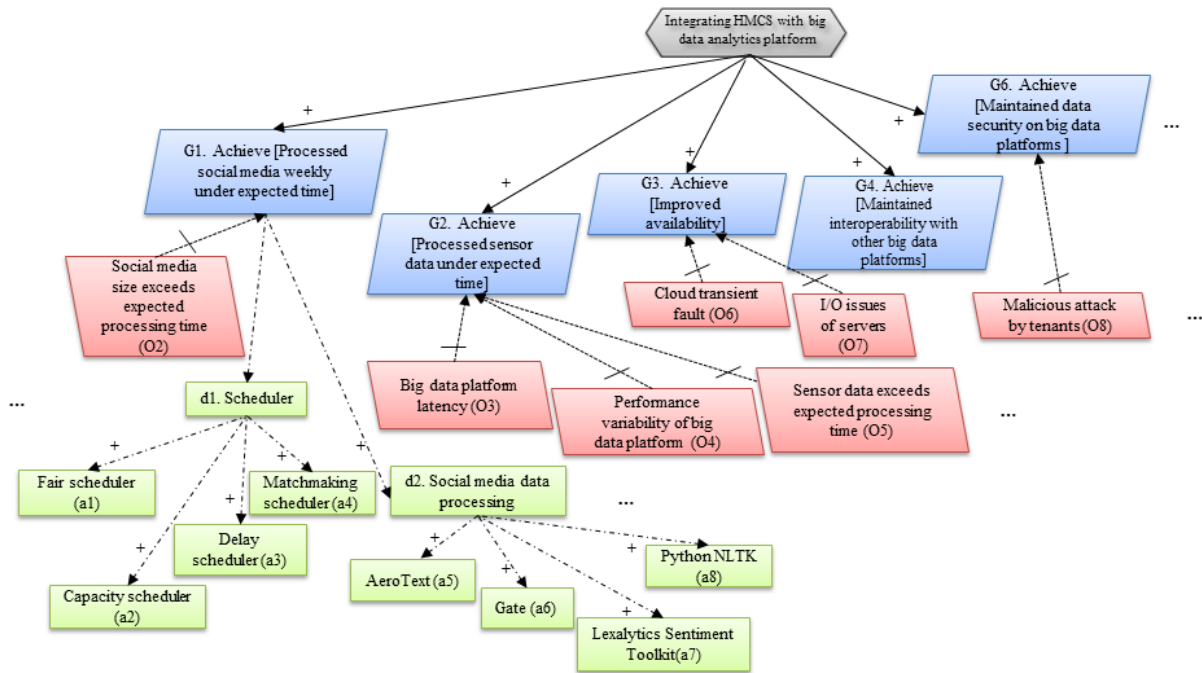 Integrating HMCS with big
data analytics platform
+
+
+
+
+
G6. Achieve
[Maintained data
security on big data
platforms ]
...
G1. Achieve [Processed
social media weekly
under expected time]
G2. Achieve
[Processed sensor
data under expected
time]
G3. Achieve
[Improved
availability]
G4. Achieve
[Maintained
interoperability with
other big data
platforms]
Social media
size exceeds
expected
processing time
(O2)
Cloud transient
fault (O6)
I/O issues
of servers
(O7)
Malicious attack
by tenants (O8)
...
Big data platform
latency (O3)
Performance
variability of big
data platform (O4)
Sensor data exceeds
expected processing
time (O5)
...
...
d1. Scheduler
+
+
+
+
Fair scheduler
(a1)
Matchmaking
scheduler (a4)
Delay
scheduler (a3)
Capacity scheduler
(a2)
d2. Social media data
processing
...
+
+
+
+
AeroText (a5)
Gate (a6)
Python NLTK
(a8)
Lexalytics Sentiment
Toolkit(a7)